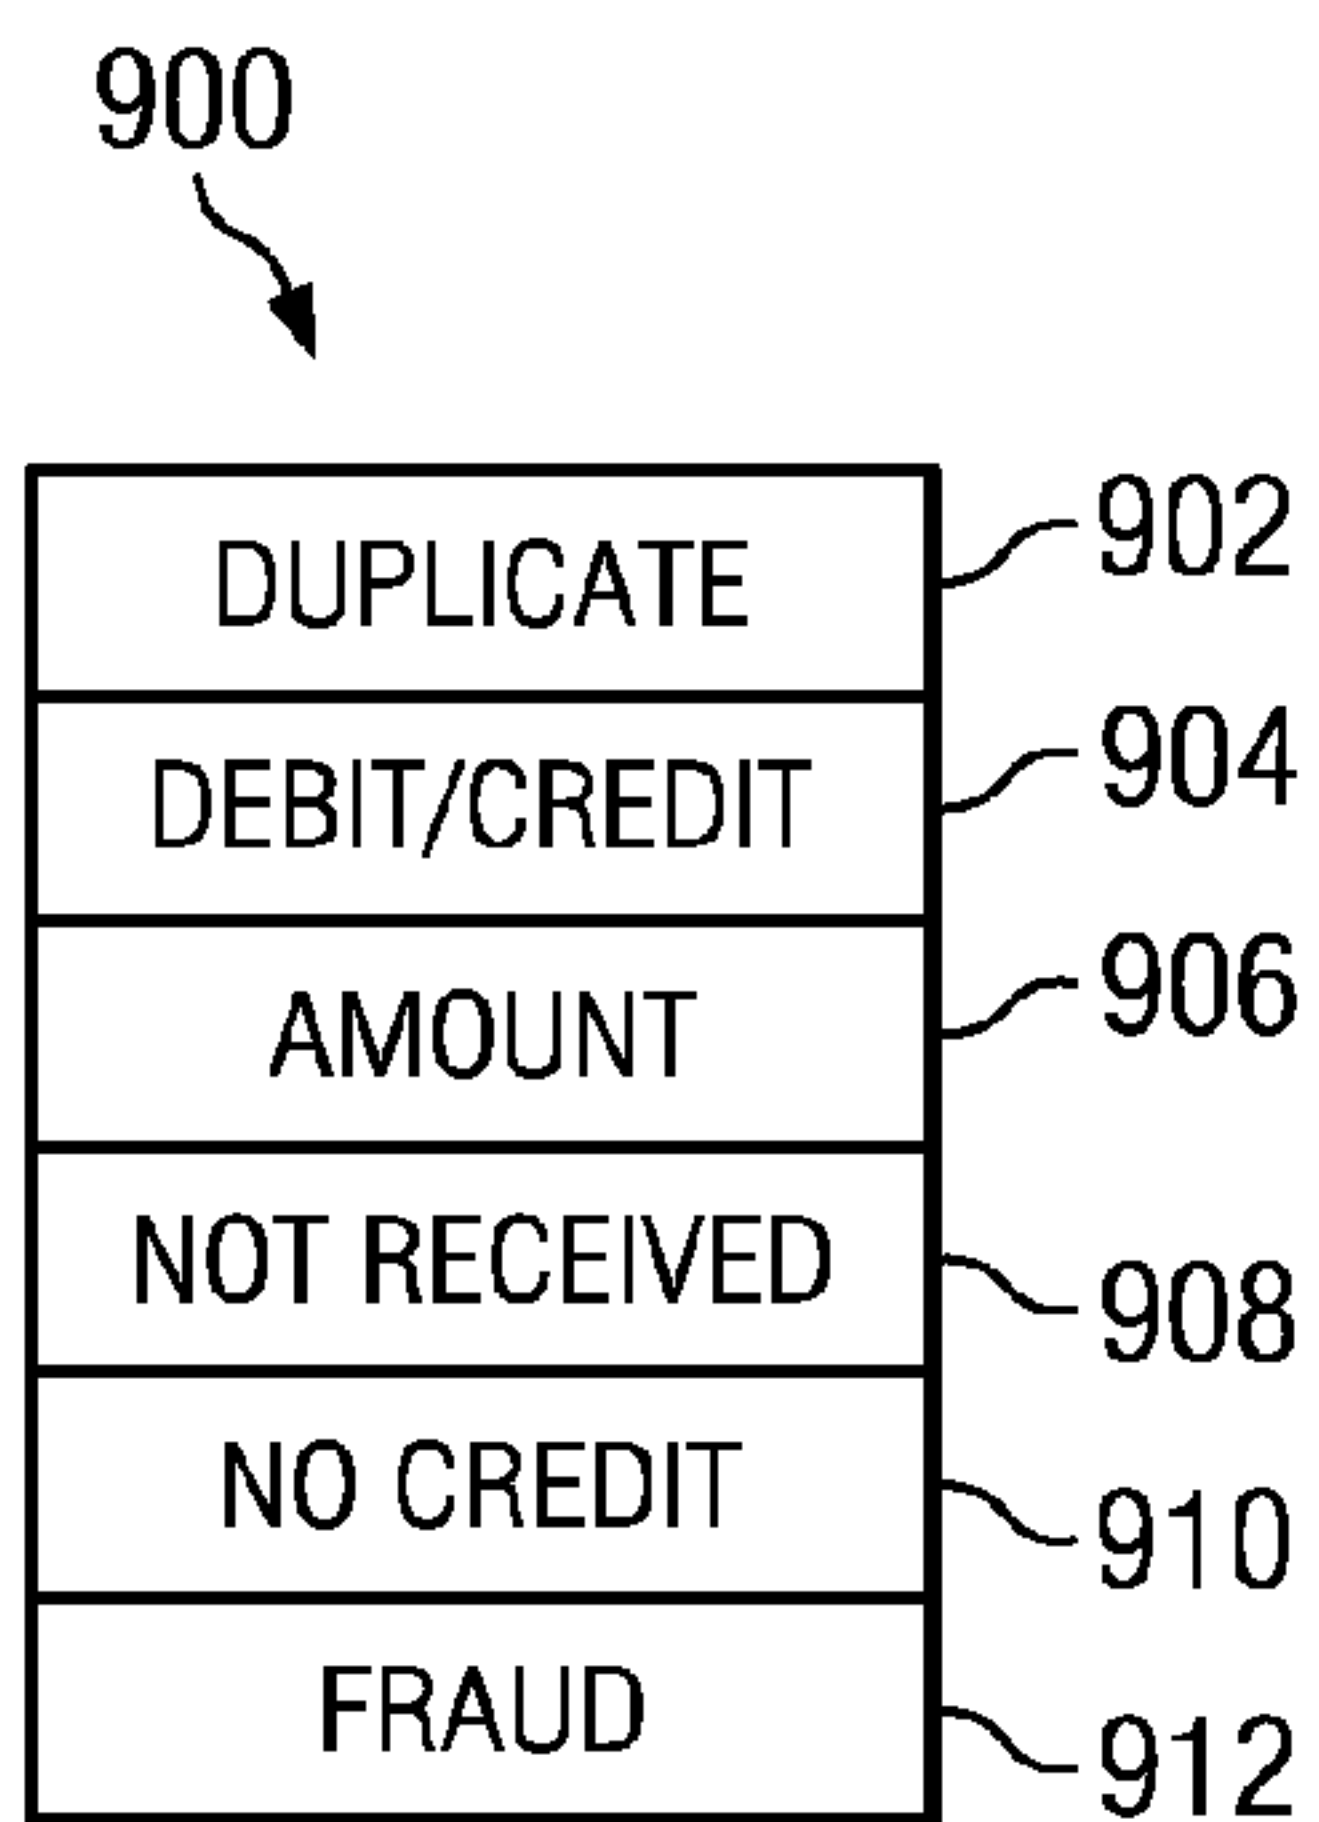 900
DUPLICATE 902
DEBIT/CREDIT 904
AMOUNT 906
NOT RECEIVED 908
NO CREDIT 910
FRAUD 912